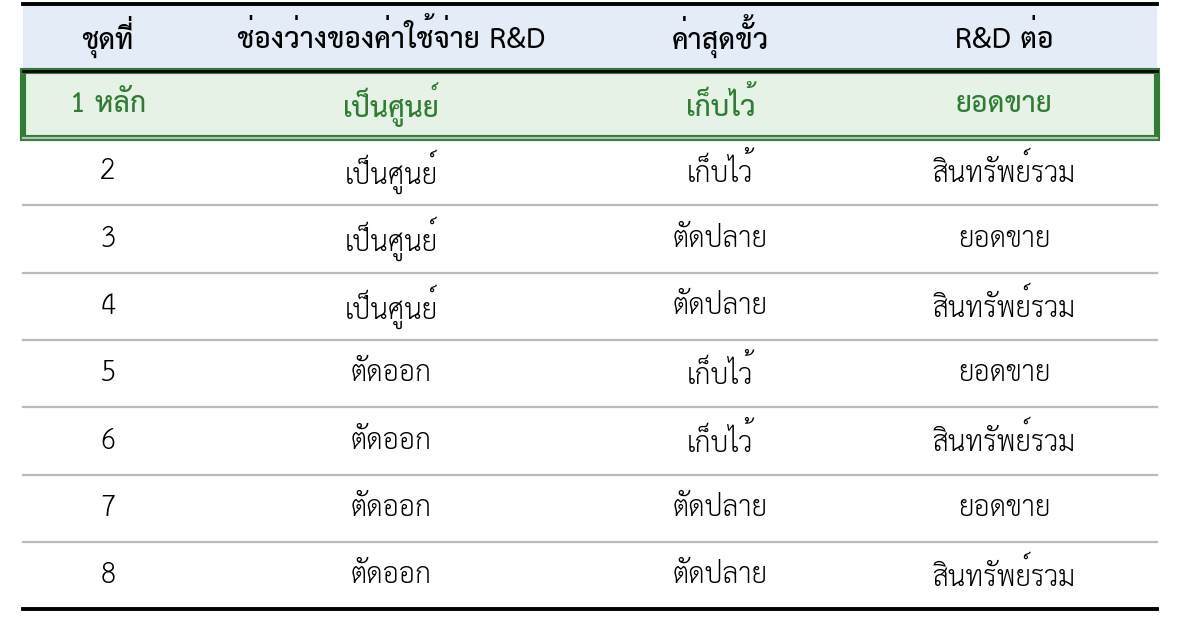 ชุดที่ ช่องว่างของค่าใช้จ่าย R&D ค่าสุดขั้ว R&D ต่อ
1 หลัก เป็นศูนย์ เก็บไว้ ยอดขาย
2 เป็นศูนย์ เก็บไว้ สินทรัพย์รวม
3 เป็นศูนย์ ตัดปลาย ยอดขาย
4 เป็นศูนย์ ตัดปลาย สินทรัพย์รวม
5 ตัดออก เก็บไว้ ยอดขาย
6 ตัดออก เก็บไว้ สินทรัพย์รวม
7 ตัดออก ตัดปลาย ยอดขาย
8 ตัดออก ตัดปลาย สินทรัพย์รวม